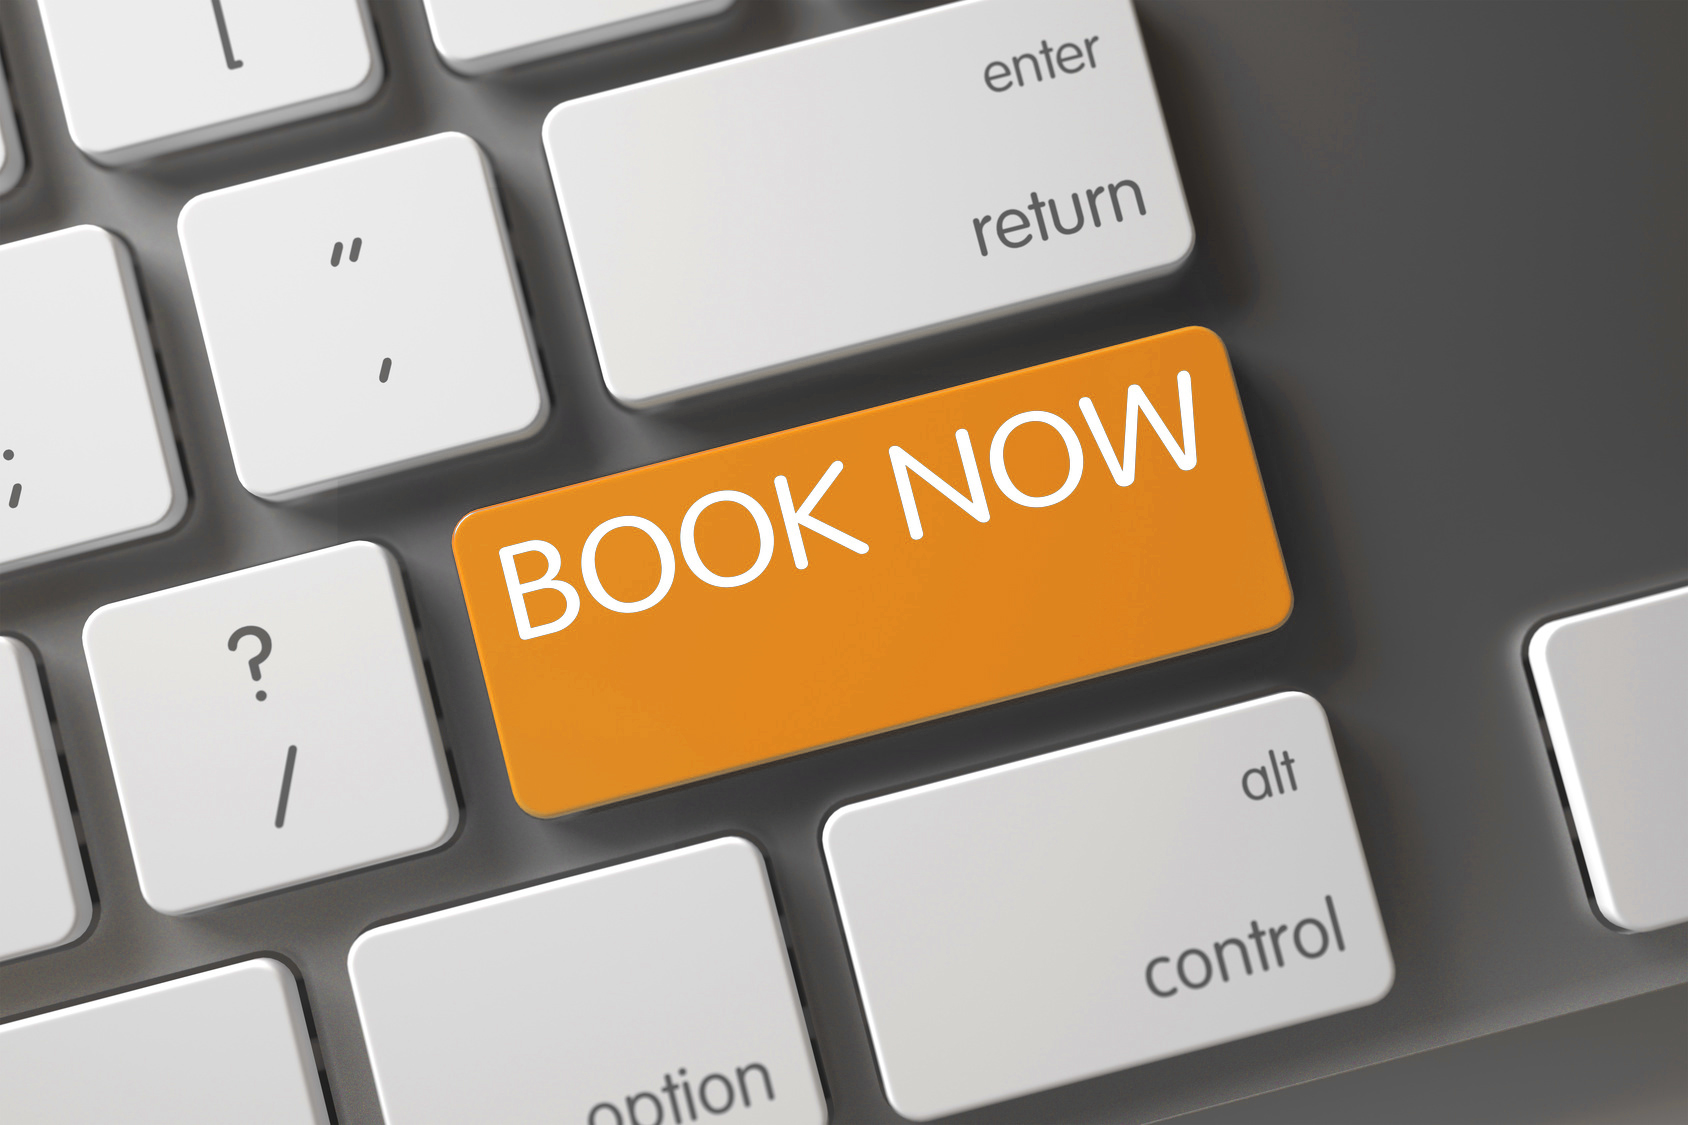 [
enter
return
"
,
;
BOOK NOW
?
/
alt
control
option